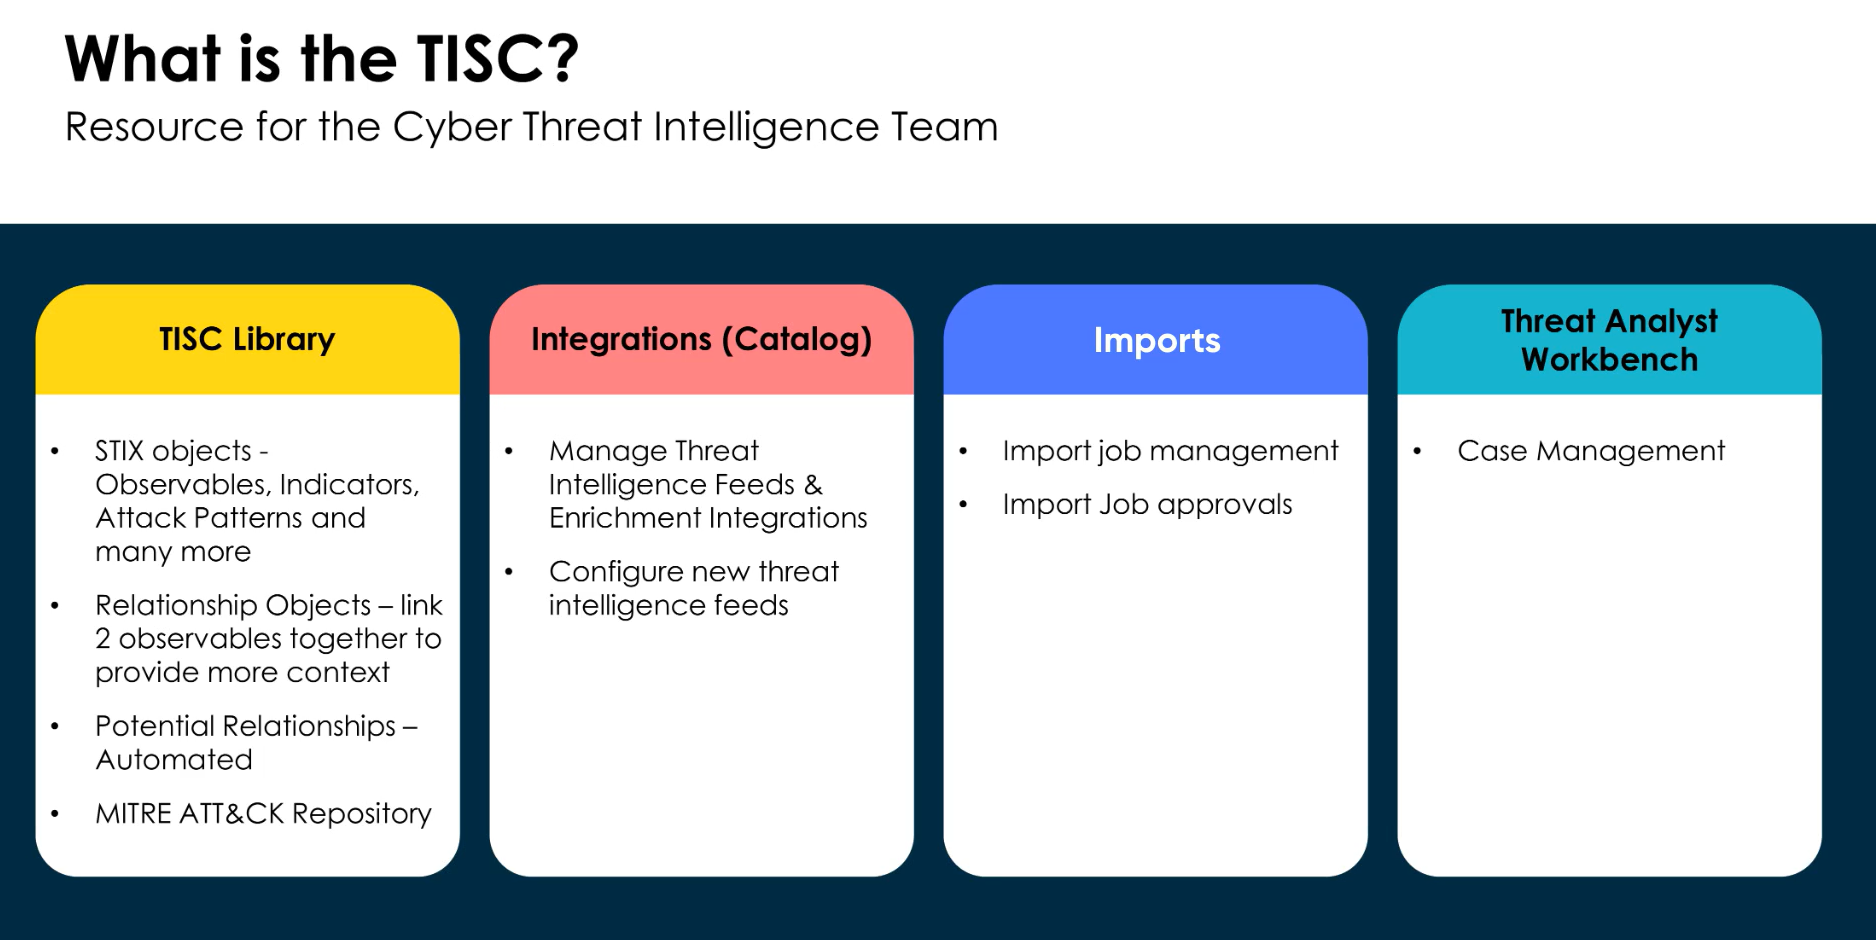 What is the TISC?
Resource for the Cyber Threat Intelligence Team
TISC Library
• STIX objects -
Observables, Indicators,
Attack Patterns and
many more
• Relationship Objects – link
2 observables together to
provide more context
• Potential Relationships –
Automated
• MITRE ATT&CK Repository
Integrations (Catalog)
• Manage Threat
Intelligence Feeds &
Enrichment Integrations
• Configure new threat
intelligence feeds
Imports
• Import job management
• Import Job approvals
Threat Analyst
Workbench
• Case Management